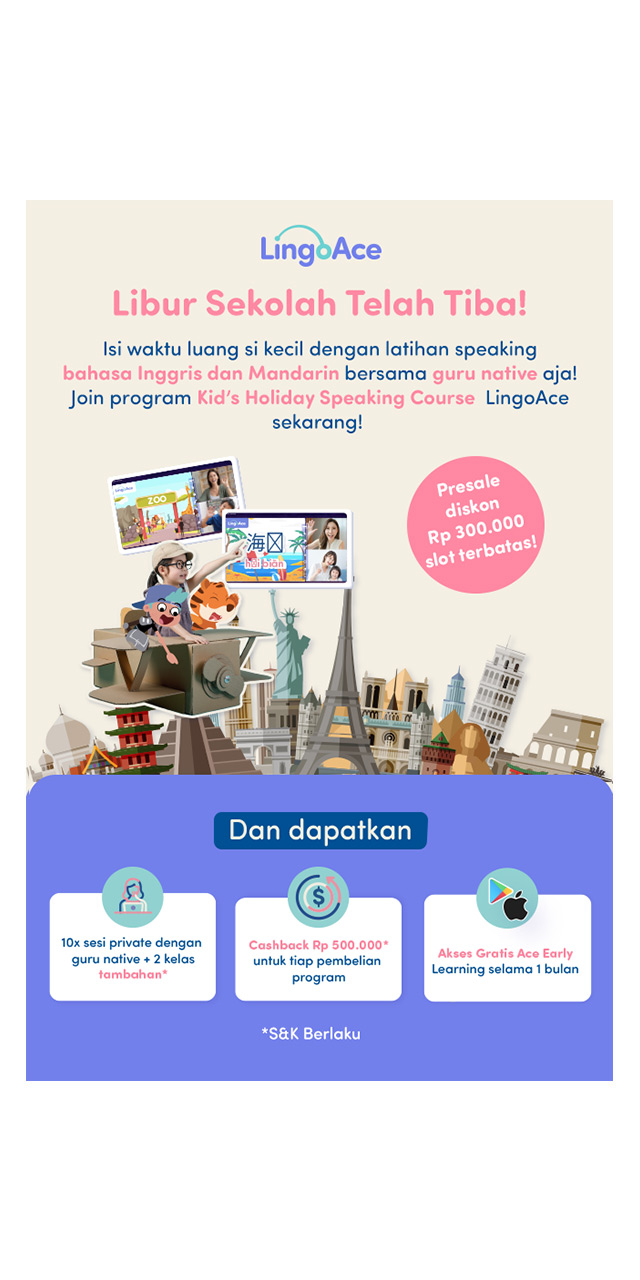 LingoAce
Libur Sekolah Telah Tiba!
Isi waktu luang si kecil dengan latihan speaking
bahasa Inggris dan Mandarin bersama guru native aja!
Join program Kid's Holiday Speaking Course LingoAce
sekarang!
Presale
diskon
Rp 300.000
slot terbatas!
LingoAce
ZOO
Lingo Ace
海
hǎi biān
Dan dapatkan
10x sesi private dengan
guru native + 2 kelas
tambahan*
Cashback Rp 500.000*
untuk tiap pembelian
program
Akses Gratis Ace Early
Learning selama 1 bulan
*S&K Berlaku